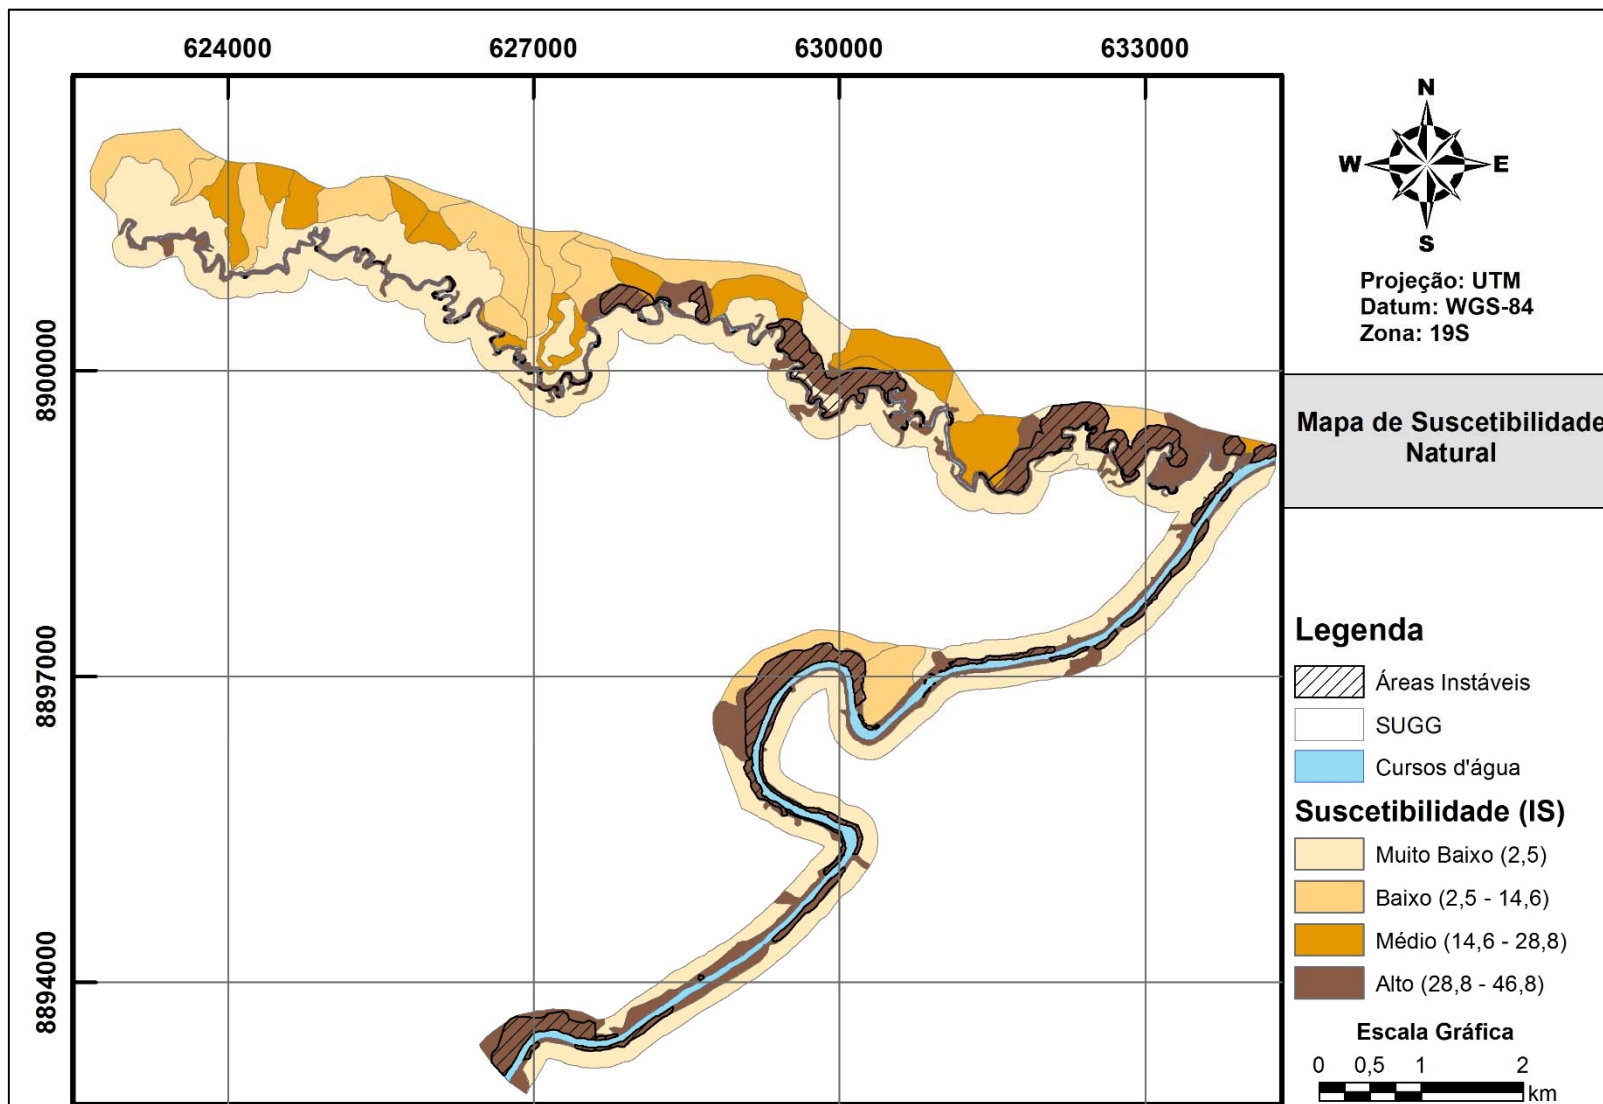 624000 627000 630000 633000
8900000
8897000
8894000
N
W E
S
Projeção: UTM
Datum: WGS-84
Zona: 19S
Mapa de Suscetibilidade
Natural
Legenda
Áreas Instáveis
SUGG
Cursos d'água
Suscetibilidade (IS)
Muito Baixo (2,5)
Baixo (2,5 - 14,6)
Médio (14,6 - 28,8)
Alto (28,8 - 46,8)
Escala Gráfica
0 0,5 1 2
km